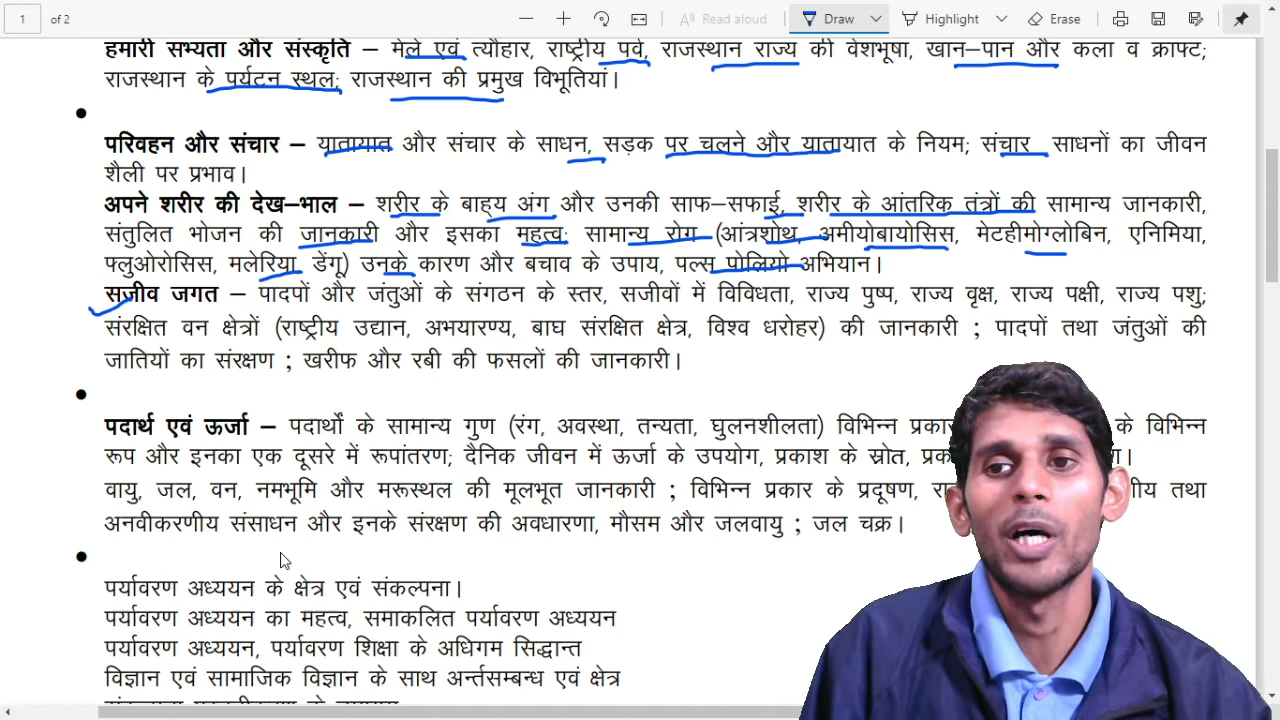 1 of 2 Read aloud Draw Highlight Erase
हमारी सभ्यता और संस्कृति – मेले एवं त्यौहार, राष्ट्रीय पर्व, राजस्थान राज्य की वेशभूषा, खान–पान और कला व क्राफ्ट;
राजस्थान के पर्यटन स्थल; राजस्थान की प्रमुख विभूतियां।
परिवहन और संचार – यातायात और संचार के साधन, सड़क पर चलने और यातायात के नियम; संचार साधनों का जीवन
शैली पर प्रभाव।
अपने शरीर की देख–भाल – शरीर के बाह्य अंग और उनकी साफ–सफाई, शरीर के आंतरिक तंत्रों की सामान्य जानकारी,
संतुलित भोजन की जानकारी और इसका महत्व; सामान्य रोग (आंत्रशोथ, अमीयोबायोसिस, मेटहीमोग्लोबिन, एनिमिया,
फ्लुओरोसिस, मलेरिया, डेंगू) उनके कारण और बचाव के उपाय, पल्स पोलियो अभियान।
सजीव जगत – पादपों और जंतुओं के संगठन के स्तर, सजीवों में विविधता, राज्य पुष्प, राज्य वृक्ष, राज्य पक्षी, राज्य पशु;
संरक्षित वन क्षेत्रों (राष्ट्रीय उद्यान, अभयारण्य, बाघ संरक्षित क्षेत्र, विश्व धरोहर) की जानकारी ; पादपों तथा जंतुओं की
जातियों का संरक्षण ; खरीफ और रबी की फसलों की जानकारी।
पदार्थ एवं ऊर्जा – पदार्थों के सामान्य गुण (रंग, अवस्था, तन्यता, घुलनशीलता) विभिन्न प्रकार के विभिन्न
रूप और इनका एक दूसरे में रूपांतरण; दैनिक जीवन में ऊर्जा के उपयोग, प्रकाश के स्रोत,
वायु, जल, वन, नमभूमि और मरूस्थल की मूलभूत जानकारी ; विभिन्न प्रकार के प्रदूषण, तथा
अनवीकरणीय संसाधन और इनके संरक्षण की अवधारणा, मौसम और जलवायु ; जल चक्र।
पर्यावरण अध्ययन के क्षेत्र एवं संकल्पना।
पर्यावरण अध्ययन का महत्व, समाकलित पर्यावरण अध्ययन
पर्यावरण अध्ययन, पर्यावरण शिक्षा के अधिगम सिद्धान्त
विज्ञान एवं सामाजिक विज्ञान के साथ अर्न्तसम्बन्ध एवं क्षेत्र